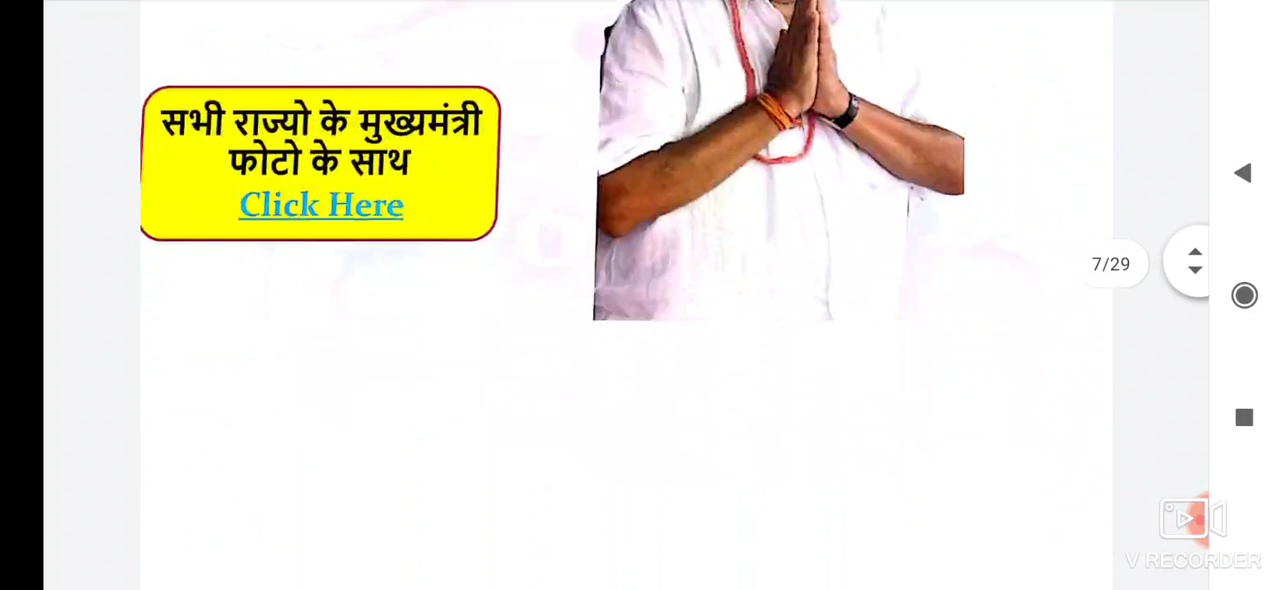 सभी राज्यो के मुख्यमंत्री
फोटो के साथ
Click Here
7/29
V RECORDER